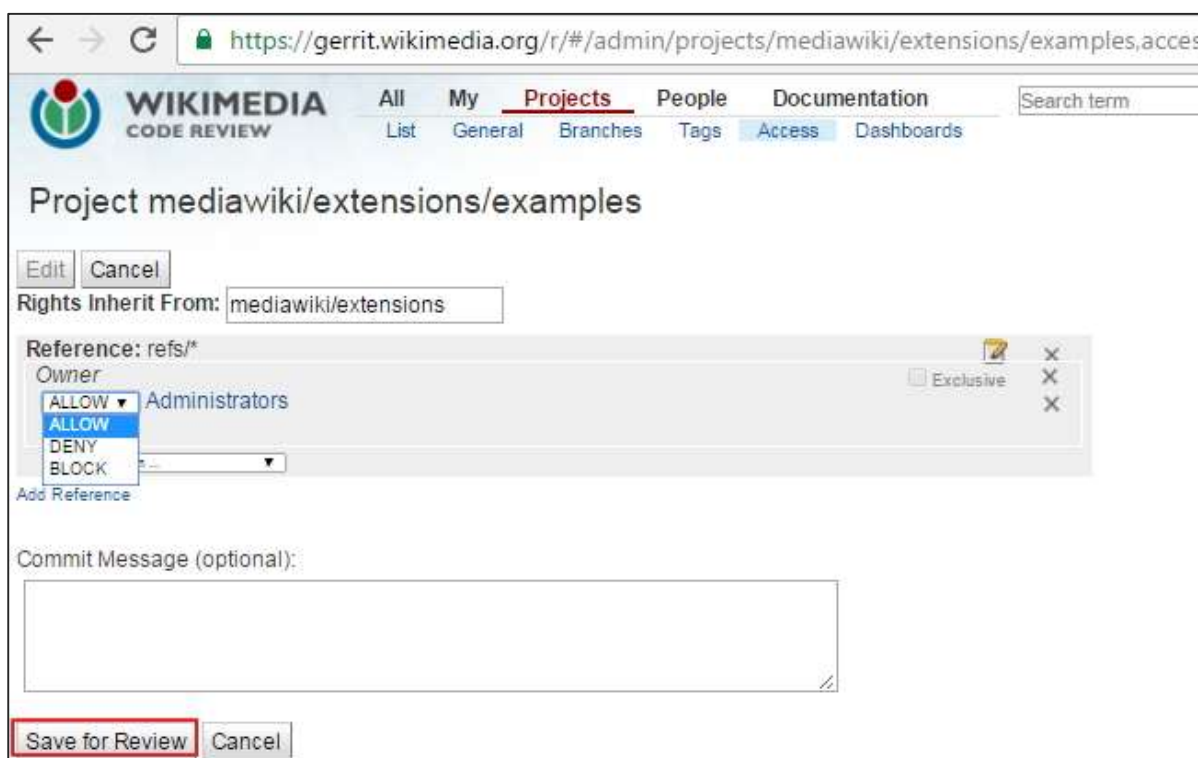 https://gerrit.wikimedia.org/r/#/admin/projects/mediawiki/extensions/examples,acces
WIKIMEDIA
CODE REVIEW
All My Projects People Documentation
Search term
List General Branches Tags Access Dashboards
Project mediawiki/extensions/examples
Edit Cancel
Rights Inherit From: mediawiki/extensions
Reference: refs/*
Owner
Exclusive
ALLOW Administrators
ALLOW
DENY
BLOCK
Add Reference
Commit Message (optional):
Save for Review Cancel